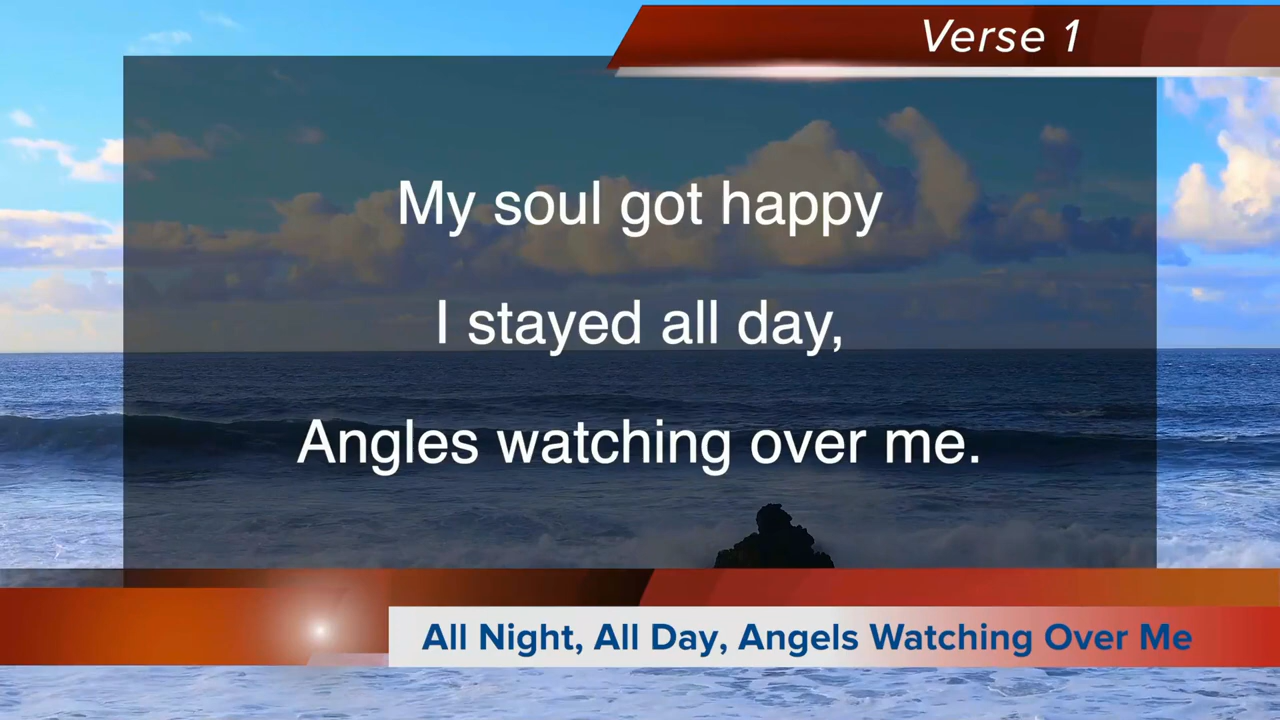 Verse 1
My soul got happy
I stayed all day,
Angles watching over me.
All Night, All Day, Angels Watching Over Me